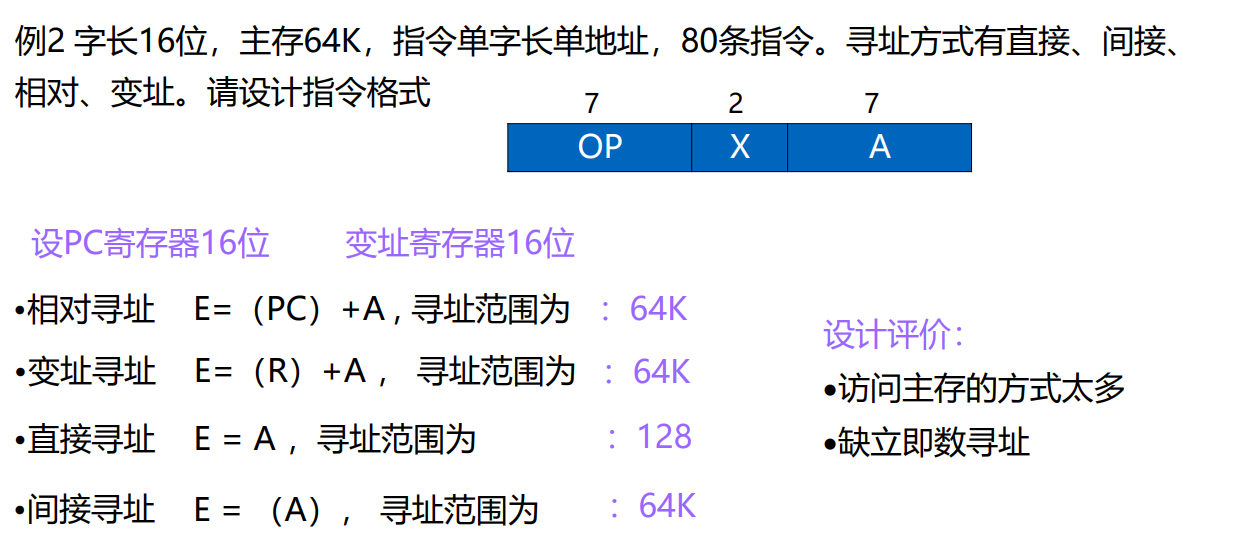 例2 字长16位，主存64K，指令单字长单地址，80条指令。寻址方式有直接、间接、
相对、变址。请设计指令格式
7 2 7
OP X A
设PC寄存器16位 变址寄存器16位
•相对寻址 E=（PC）+A , 寻址范围为 ：64K
•变址寻址 E=（R）+A ， 寻址范围为 ：64K
•直接寻址 E = A ，寻址范围为 ：128
•间接寻址 E = （A）， 寻址范围为 ：64K
设计评价：
•访问主存的方式太多
•缺立即数寻址